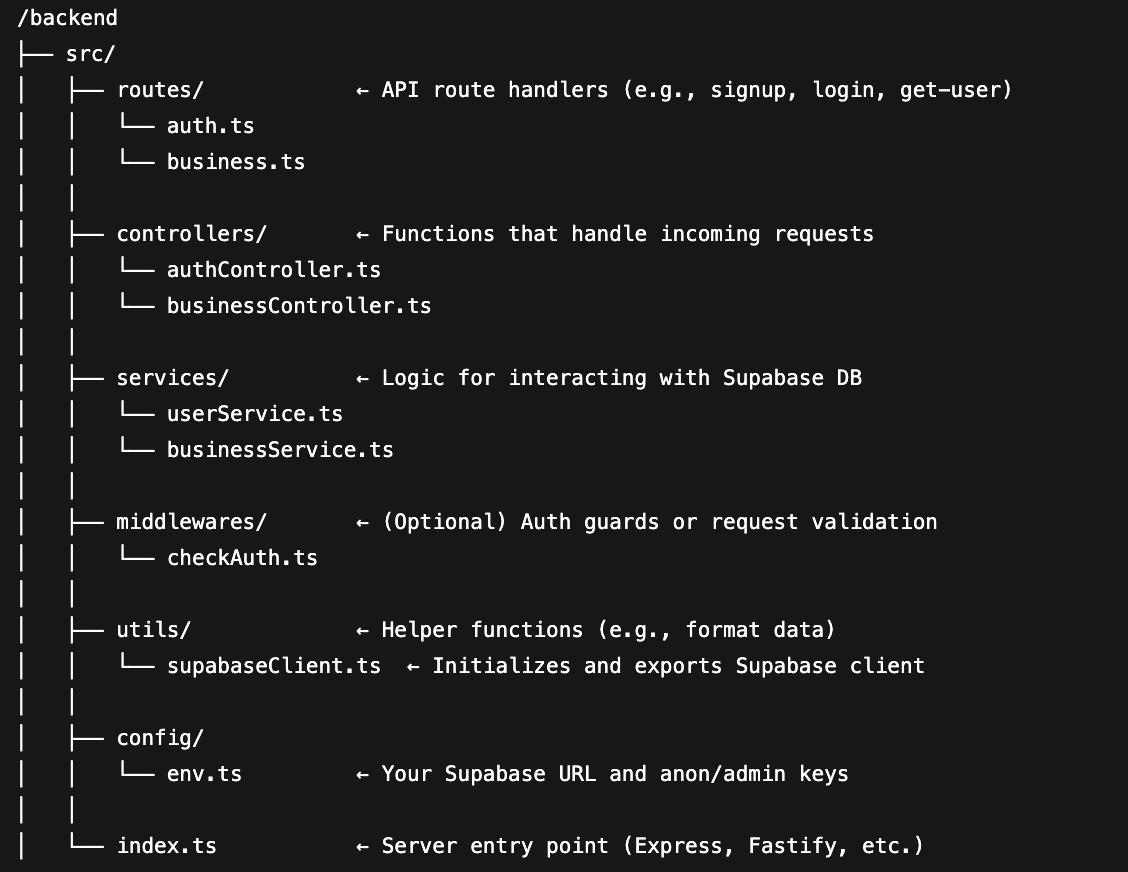 /backend
├── src/
│   ├── routes/            ← API route handlers (e.g., signup, login, get-user)
│   │   └── auth.ts
│   │   └── business.ts
│   │
│   ├── controllers/       ← Functions that handle incoming requests
│   │   └── authController.ts
│   │   └── businessController.ts
│   │
│   ├── services/          ← Logic for interacting with Supabase DB
│   │   └── userService.ts
│   │   └── businessService.ts
│   │
│   ├── middlewares/       ← (Optional) Auth guards or request validation
│   │   └── checkAuth.ts
│   │
│   ├── utils/             ← Helper functions (e.g., format data)
│   │   └── supabaseClient.ts  ← Initializes and exports Supabase client
│   │
│   ├── config/
│   │   └── env.ts         ← Your Supabase URL and anon/admin keys
│   │
│   └── index.ts           ← Server entry point (Express, Fastify, etc.)